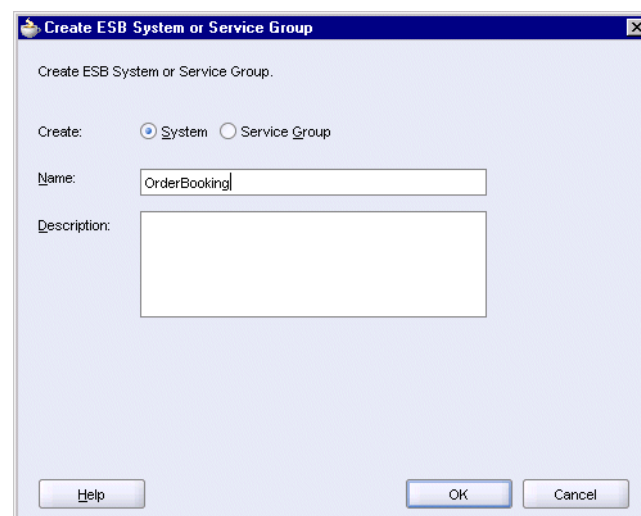 Create ESB System or Service Group
Create ESB System or Service Group.
Create: System Service Group
Name: OrderBooking
Description:
Help OK Cancel